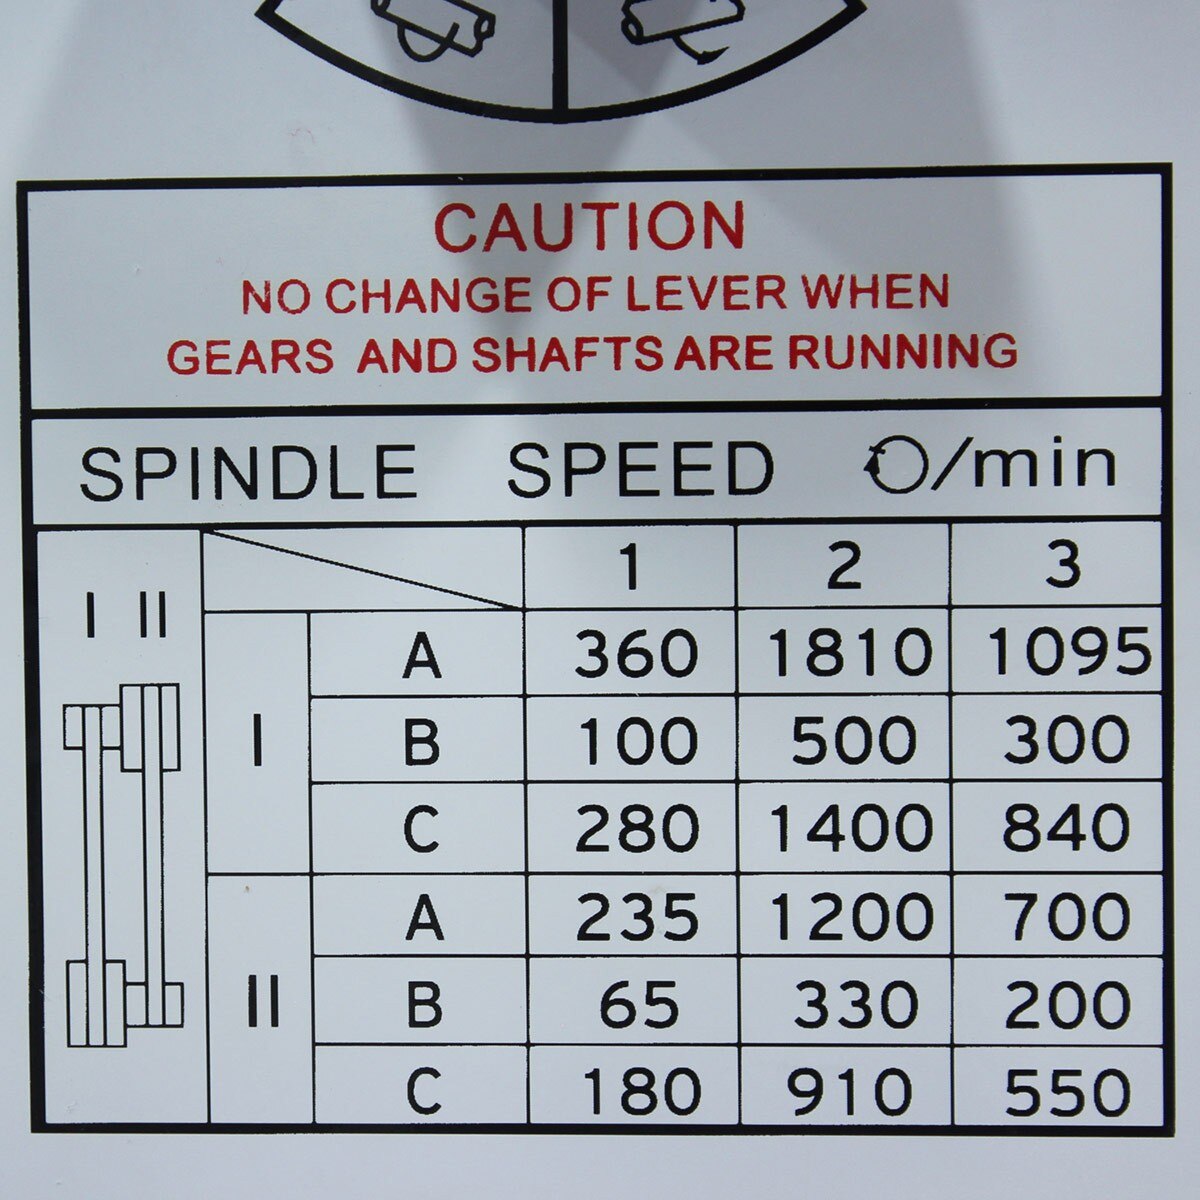 CAUTION
NO CHANGE OF LEVER WHEN
GEARS AND SHAFTS ARE RUNNING
SPINDLE SPEED /min
I II
1 2 3
I
A 360 1810 1095
B 100 500 300
C 280 1400 840
II
A 235 1200 700
B 65 330 200
C 180 910 550